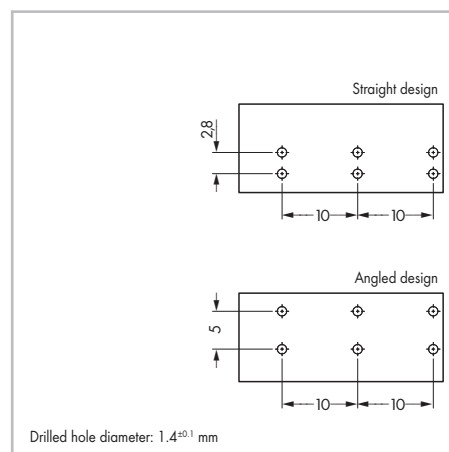 Straight design
2,8
10 10
Angled design
5
10 10
Drilled hole diameter: 1.4±0.1 mm